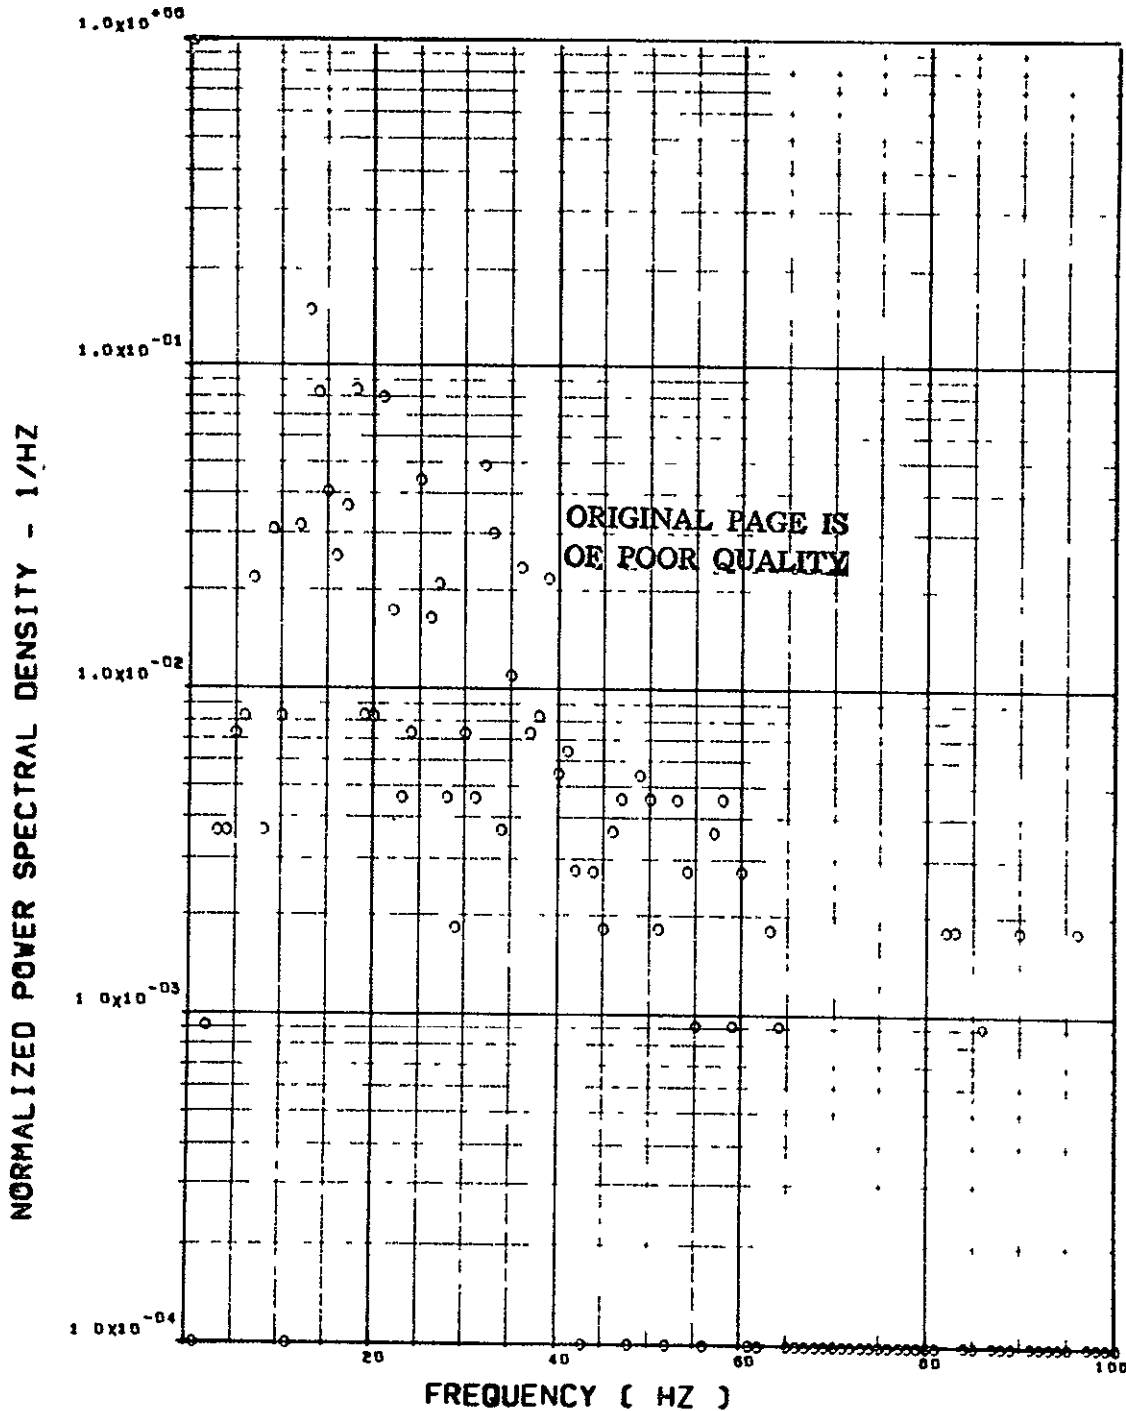 1.0X10+00
1.0X10-01
1.0X10-02
1 0X10-03
1 0X10-04
NORMALIZED POWER SPECTRAL DENSITY - 1/HZ
ORIGINAL PAGE IS
OF POOR QUALITY
20
40
60
80
100
FREQUENCY ( HZ )